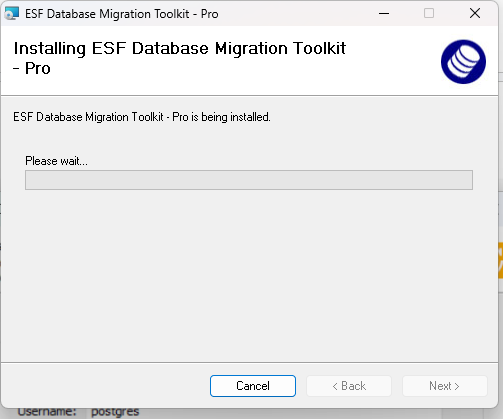 ESF Database Migration Toolkit - Pro
Installing ESF Database Migration Toolkit
- Pro
ESF Database Migration Toolkit - Pro is being installed.
Please wait...
Cancel
< Back
Next >
Username:
postgres